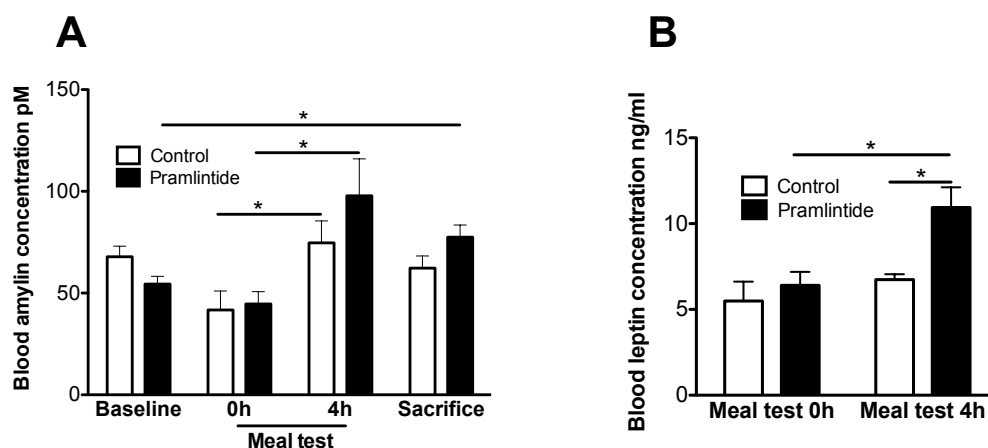 A
Blood amylin concentration pM
150
100
50
0
*
*
*
Control
Pramlintide
Baseline 0h 4h Sacrifice
Meal test
B
Blood leptin concentration ng/ml
15
10
5
0
*
*
Control
Pramlintide
Meal test 0h Meal test 4h